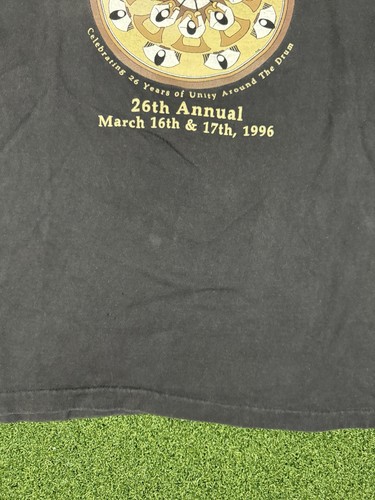 Celebrating 26 Years of Unity Around The Drum
26th Annual
March 16th & 17th, 1996